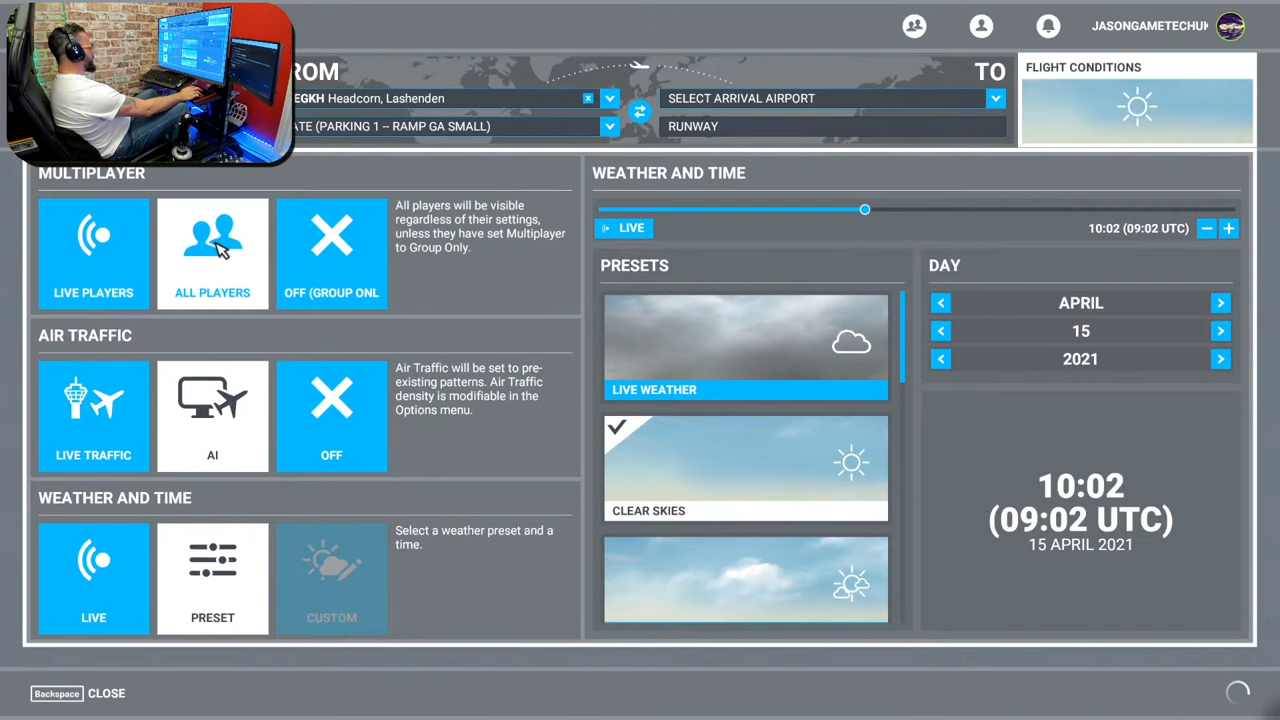 JASONGAMETECHUK
ROM
TO
FLIGHT CONDITIONS
EGKH Headcorn, Lashenden
x
SELECT ARRIVAL AIRPORT
ATE (PARKING 1 -- RAMP GA SMALL)
RUNWAY
MULTIPLAYER
LIVE PLAYERS
ALL PLAYERS
OFF (GROUP ONL
All players will be visible
regardless of their settings,
unless they have set Multiplayer
to Group Only.
AIR TRAFFIC
LIVE TRAFFIC
AI
OFF
Air Traffic will be set to pre-
existing patterns. Air Traffic
density is modifiable in the
Options menu.
WEATHER AND TIME
LIVE
PRESET
CUSTOM
Select a weather preset and a
time.
WEATHER AND TIME
LIVE
10:02 (09:02 UTC)
PRESETS
LIVE WEATHER
CLEAR SKIES
DAY
APRIL
15
2021
10:02
(09:02 UTC)
15 APRIL 2021
Backspace CLOSE